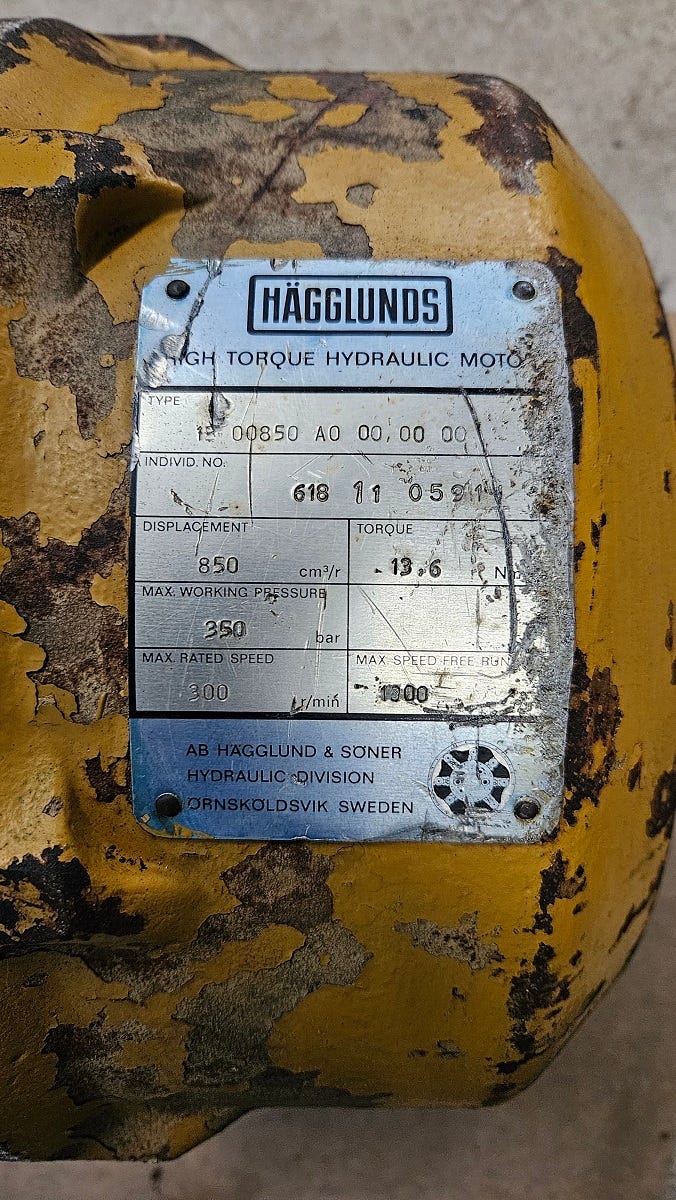 HÄGGLUNDS
HIGH TORQUE HYDRAULIC MOTO
TYPE
00850 A0 00,00 00
INDIVID. NO.
618 11 0591
DISPLACEMENT
TORQUE
850 cm³/r
13.6 N
MAX. WORKING PRESSURE
350 bar
MAX. RATED SPEED
MAX SPEED FREE RUN
300 r/min
1000
AB HÄGGLUND & SÖNER
HYDRAULIC DIVISION
ÖRNSKÖLDSVIK SWEDEN